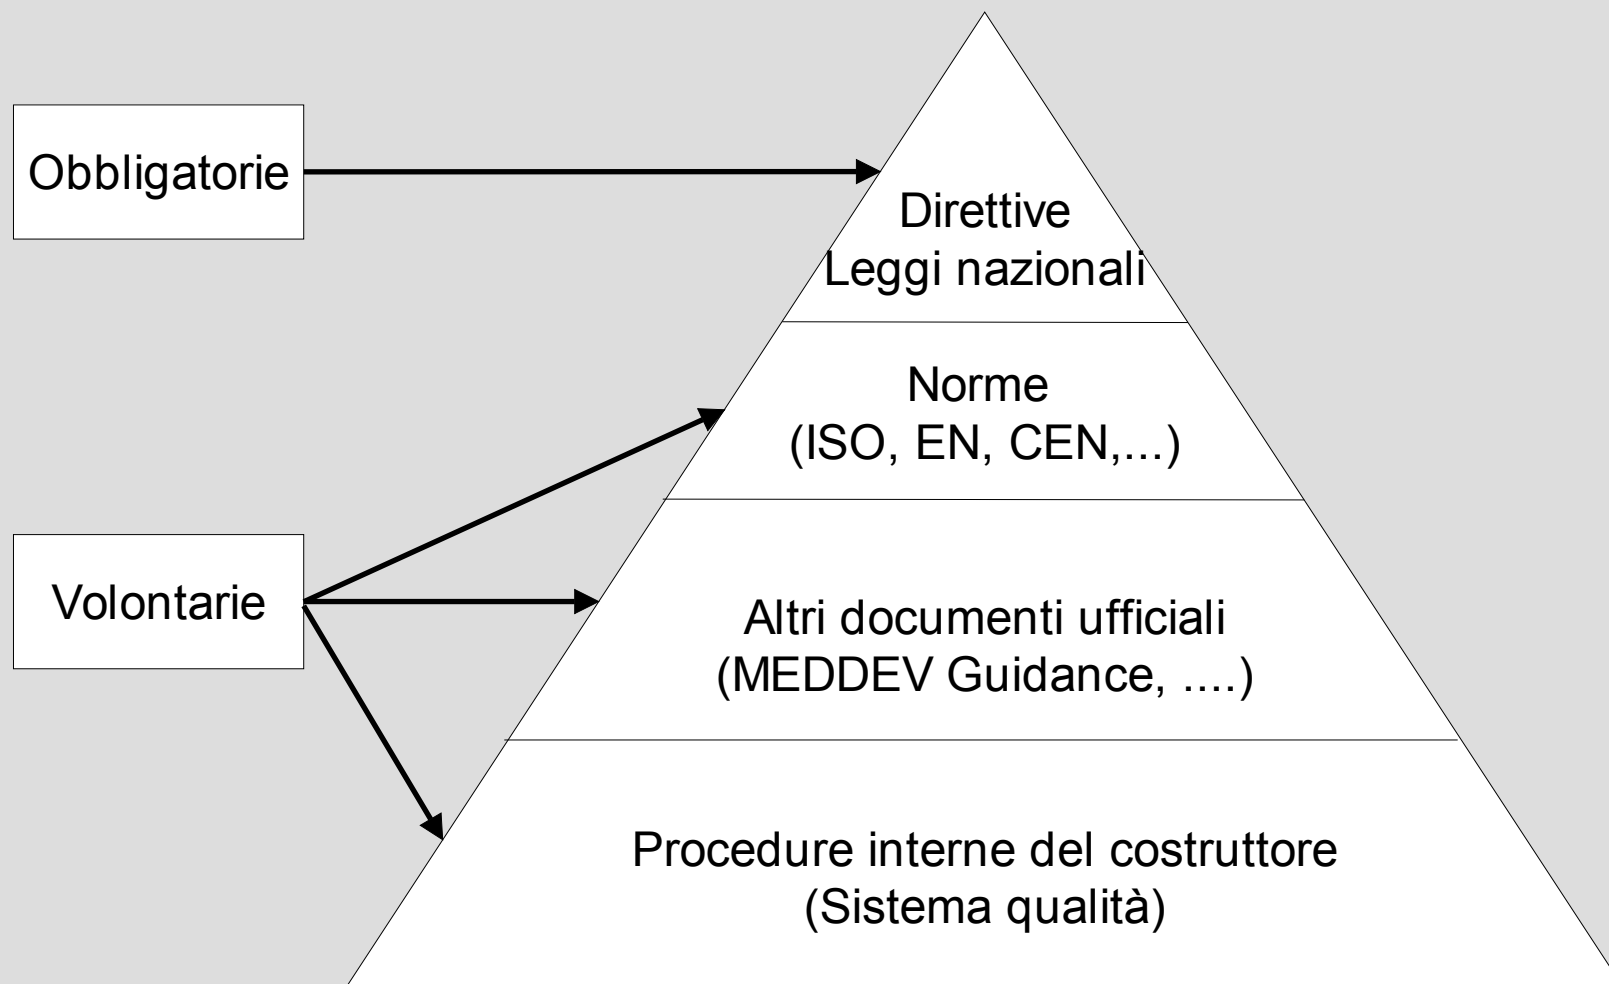 Obbligatorie
Direttive
Leggi nazionali
Norme
(ISO, EN, CEN,...)
Volontarie
Altri documenti ufficiali
(MEDDEV Guidance, ....)
Procedure interne del costruttore
(Sistema qualità)